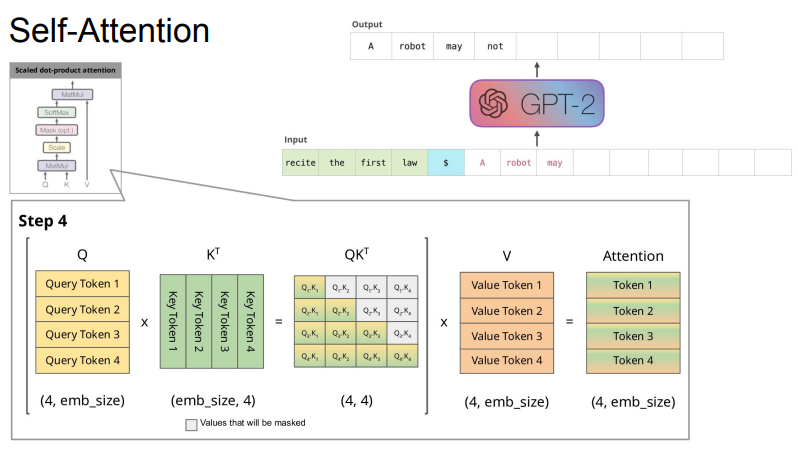 Self-Attention
Output
A robot may not
GPT-2
Input
recite the first law $ A robot may
Scaled dot-product attention
MatMul
SoftMax
Mask (opt.)
Scale
MatMul
Q K V
Step 4
Q
Query Token 1
Query Token 2
Query Token 3
Query Token 4
(4, emb_size)
x
Kᵀ
Key Token 1
Key Token 2
Key Token 3
Key Token 4
(emb_size, 4)
=
QKᵀ
Q₁.K₁ Q₁.K₂ Q₁.K₃ Q₁.K₄
Q₂.K₁ Q₂.K₂ Q₂.K₃ Q₂.K₄
Q₃.K₁ Q₃.K₂ Q₃.K₃ Q₃.K₄
Q₄.K₁ Q₄.K₂ Q₄.K₃ Q₄.K₄
(4, 4)
x
V
Value Token 1
Value Token 2
Value Token 3
Value Token 4
(4, emb_size)
=
Attention
Token 1
Token 2
Token 3
Token 4
(4, emb_size)
Values that will be masked